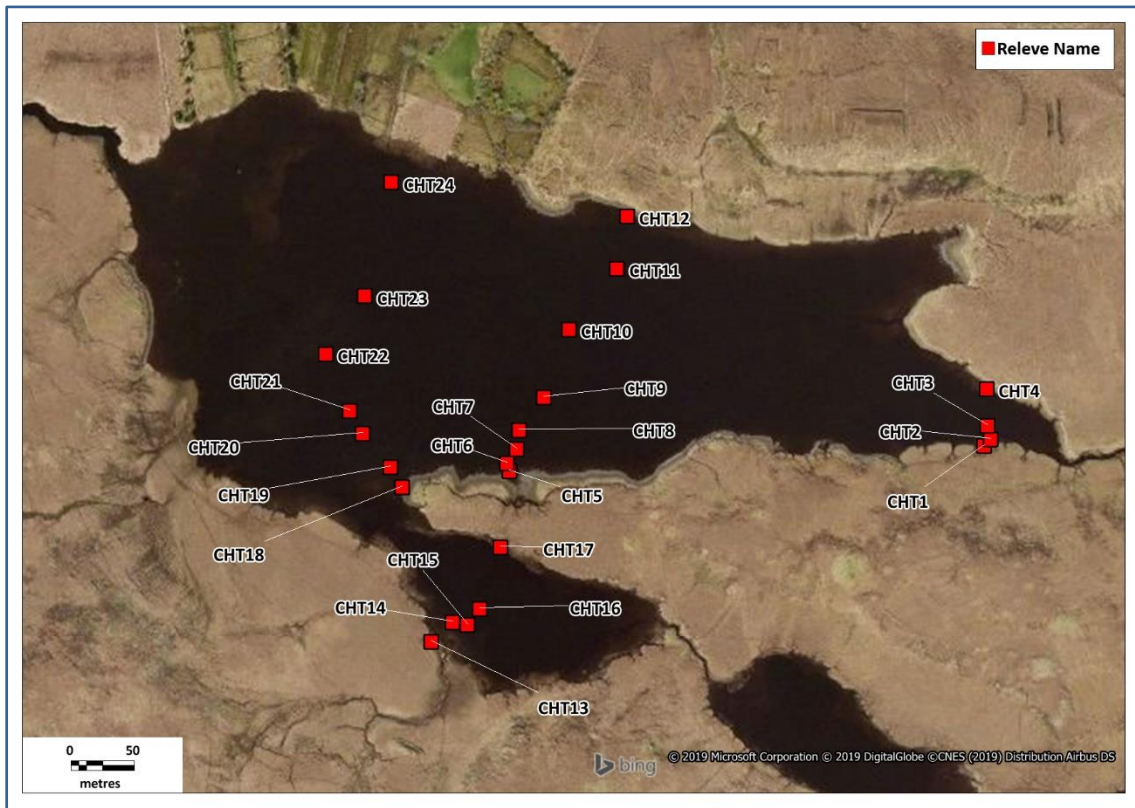 Releve Name
CHT24
CHT12
CHT11
CHT23
CHT10
CHT22
CHT21
CHT9
CHT3
CHT4
CHT7
CHT20
CHT8
CHT2
CHT6
CHT19
CHT5
CHT1
CHT18
CHT17
CHT15
CHT14
CHT16
CHT13
0 50
metres
bing
© 2019 Microsoft Corporation © 2019 DigitalGlobe ©CNES (2019) Distribution Airbus DS